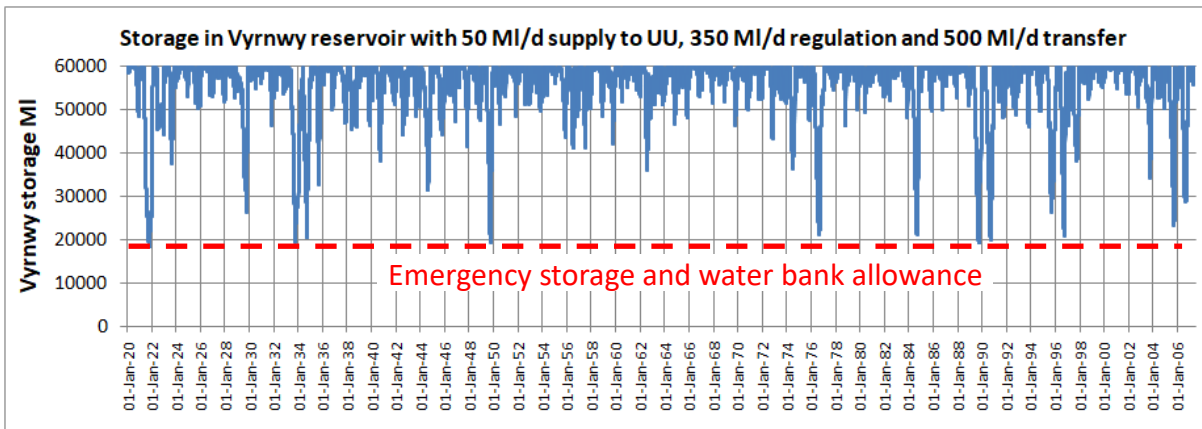 Storage in Vyrnwy reservoir with 50 Ml/d supply to UU, 350 Ml/d regulation and 500 Ml/d transfer
Vyrnwy storage Ml
60000
50000
40000
30000
20000
10000
0
Emergency storage and water bank allowance
01-Jan-20
01-Jan-22
01-Jan-24
01-Jan-26
01-Jan-28
01-Jan-30
01-Jan-32
01-Jan-34
01-Jan-36
01-Jan-38
01-Jan-40
01-Jan-42
01-Jan-44
01-Jan-46
01-Jan-48
01-Jan-50
01-Jan-52
01-Jan-54
01-Jan-56
01-Jan-58
01-Jan-60
01-Jan-62
01-Jan-64
01-Jan-66
01-Jan-68
01-Jan-70
01-Jan-72
01-Jan-74
01-Jan-76
01-Jan-78
01-Jan-80
01-Jan-82
01-Jan-84
01-Jan-86
01-Jan-88
01-Jan-90
01-Jan-92
01-Jan-94
01-Jan-96
01-Jan-98
01-Jan-00
01-Jan-02
01-Jan-04
01-Jan-06